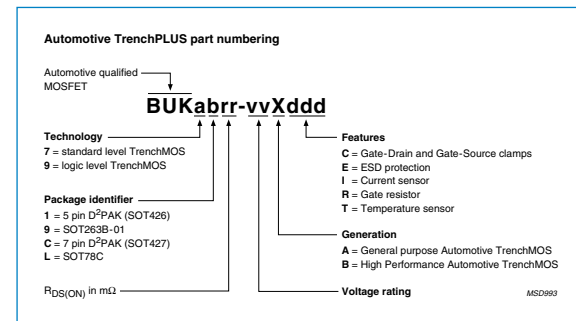 Automotive TrenchPLUS part numbering
Automotive qualified
MOSFET
BUKabrr-vvXddd
Technology
7 = standard level TrenchMOS
9 = logic level TrenchMOS
Package identifier
1 = 5 pin D²PAK (SOT426)
9 = SOT263B-01
C = 7 pin D²PAK (SOT427)
L = SOT78C
RDS(ON) in mΩ
Features
C = Gate-Drain and Gate-Source clamps
E = ESD protection
I = Current sensor
R = Gate resistor
T = Temperature sensor
Generation
A = General purpose Automotive TrenchMOS
B = High Performance Automotive TrenchMOS
Voltage rating
MSD993